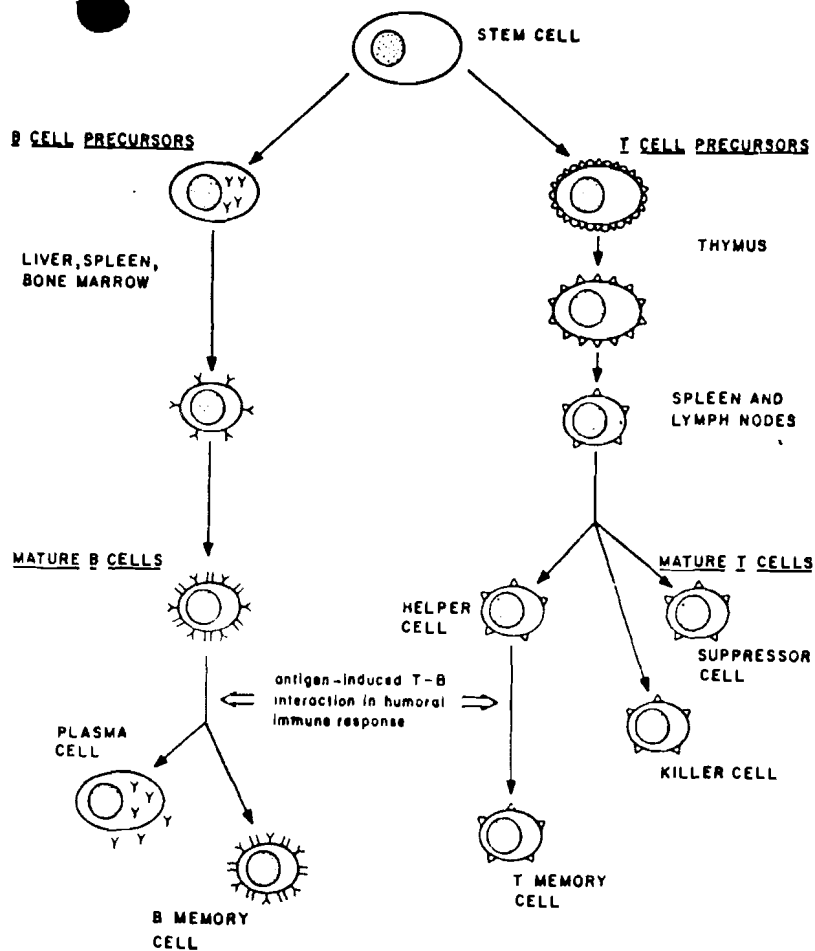 STEM CELL
B CELL PRECURSORS
T CELL PRECURSORS
LIVER, SPLEEN,
BONE MARROW
THYMUS
SPLEEN AND
LYMPH NODES
MATURE B CELLS
MATURE T CELLS
HELPER
CELL
SUPPRESSOR
CELL
antigen-induced T-B
interaction in humoral
immune response
PLASMA
CELL
KILLER CELL
T MEMORY
CELL
B MEMORY
CELL